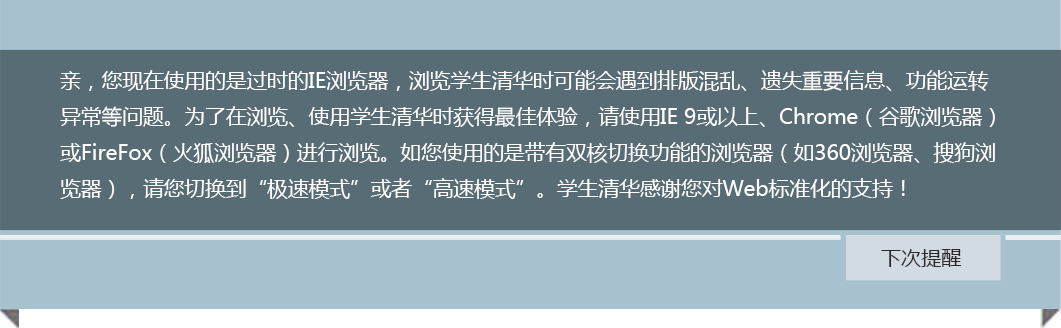 亲，您现在使用的是过时的IE浏览器，浏览学生清华时可能会遇到排版混乱、遗失重要信息、功能运转
异常等问题。为了在浏览、使用学生清华时获得最佳体验，请使用IE 9或以上、Chrome（谷歌浏览器）
或FireFox（火狐浏览器）进行浏览。如您使用的是带有双核切换功能的浏览器（如360浏览器、搜狗浏
览器），请您切换到“极速模式”或者“高速模式”。学生清华感谢您对Web标准化的支持！
下次提醒